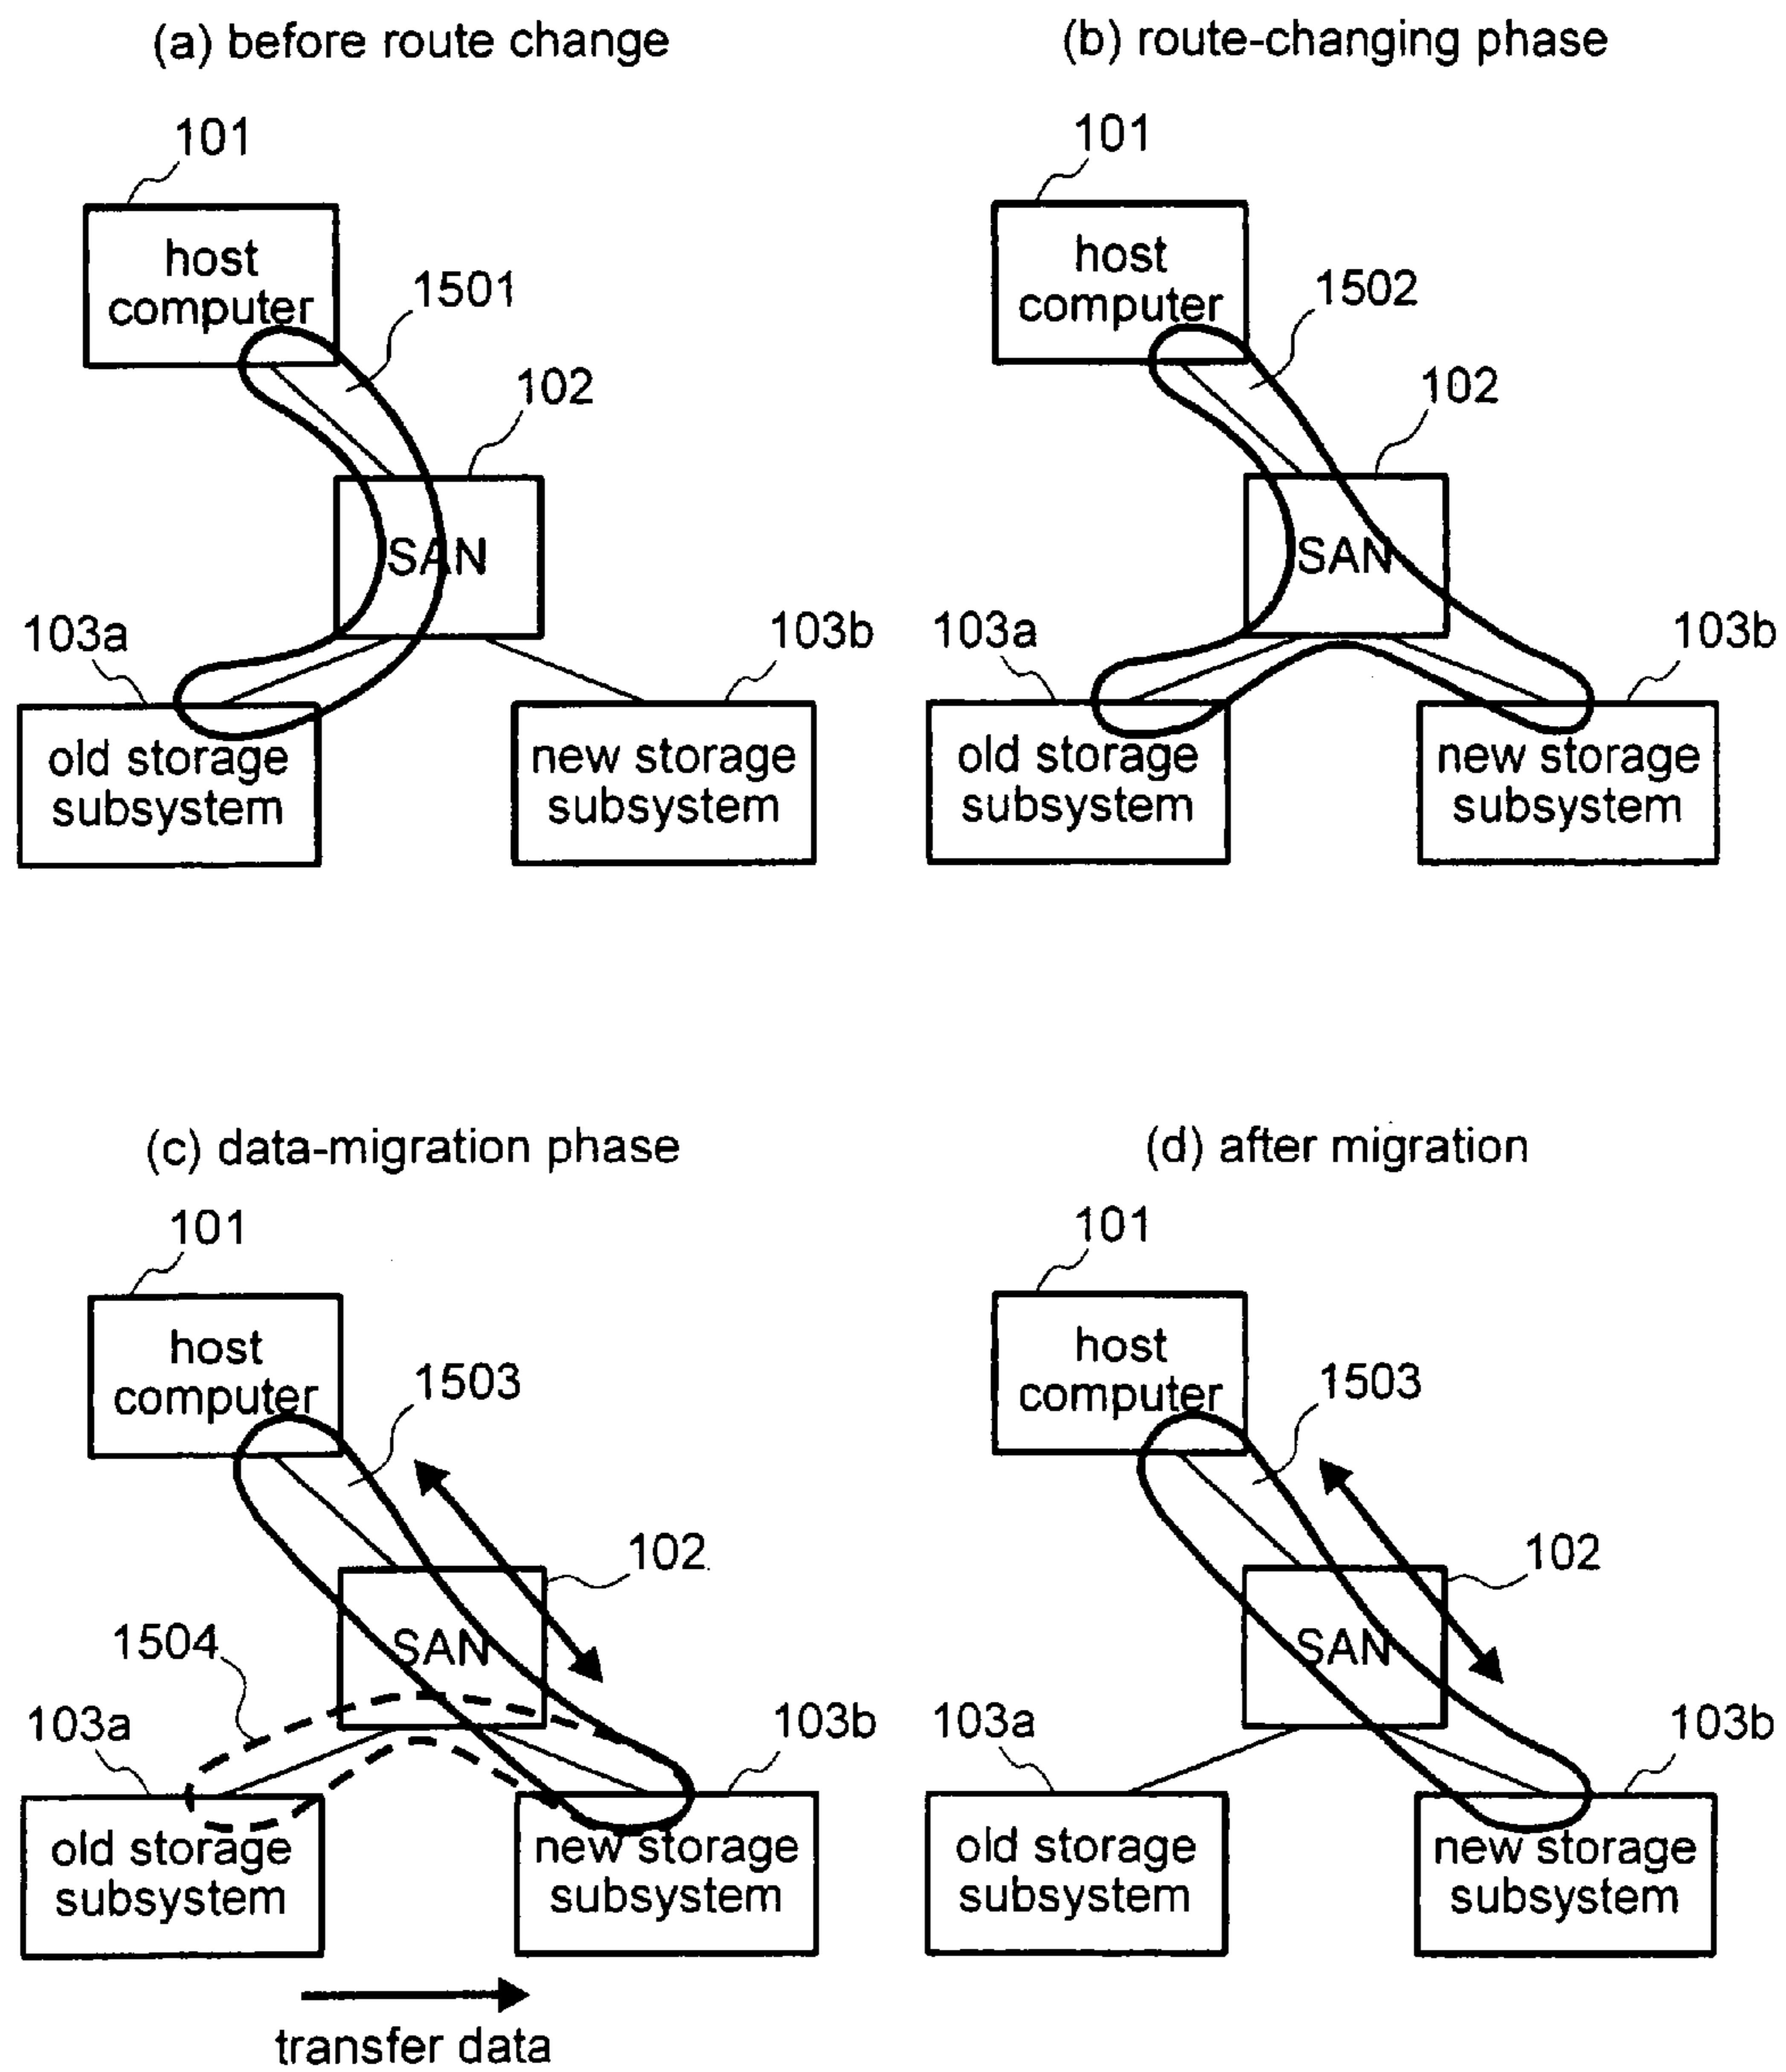 (a) before route change
101
host
computer
1501
102
SAN
103a
103b
old storage
subsystem
new storage
subsystem
(b) route-changing phase
101
host
computer
1502
102
SAN
103a
103b
old storage
subsystem
new storage
subsystem
(c) data-migration phase
101
host
computer
1503
102
1504
SAN
103a
103b
old storage
subsystem
new storage
subsystem
transfer data
(d) after migration
101
host
computer
1503
102
SAN
103a
103b
old storage
subsystem
new storage
subsystem